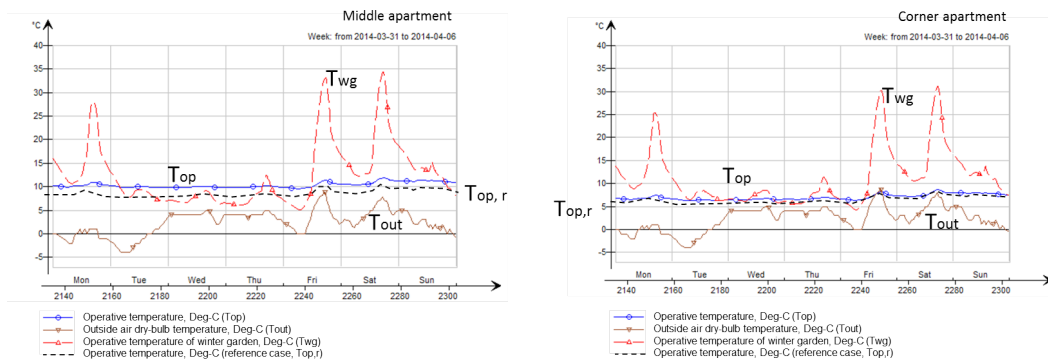 Middle apartment
°C
Week: from 2014-03-31 to 2014-04-06
40
35
30
25
20
15
10
5
0
-5
Twg
Top
Top, r
Tout
Mon Tue Wed Thu Fri Sat Sun
2140 2160 2180 2200 2220 2240 2260 2280 2300
Operative temperature, Deg-C (Top)
Outside air dry-bulb temperature, Deg-C (Tout)
Operative temperature of winter garden, Deg-C (Twg)
Operative temperature, Deg-C (reference case, Top,r)
Corner apartment
°C
Week: from 2014-03-31 to 2014-04-06
40
35
30
25
20
15
10
5
0
-5
Twg
Top
Top,r
Tout
Mon Tue Wed Thu Fri Sat Sun
2140 2160 2180 2200 2220 2240 2260 2280 2300
Operative temperature, Deg-C (Top)
Outside air dry-bulb temperature, Deg-C (Tout)
Operative temperature of winter garden, Deg-C (Twg)
Operative temperature, Deg-C (reference case, Top,r)